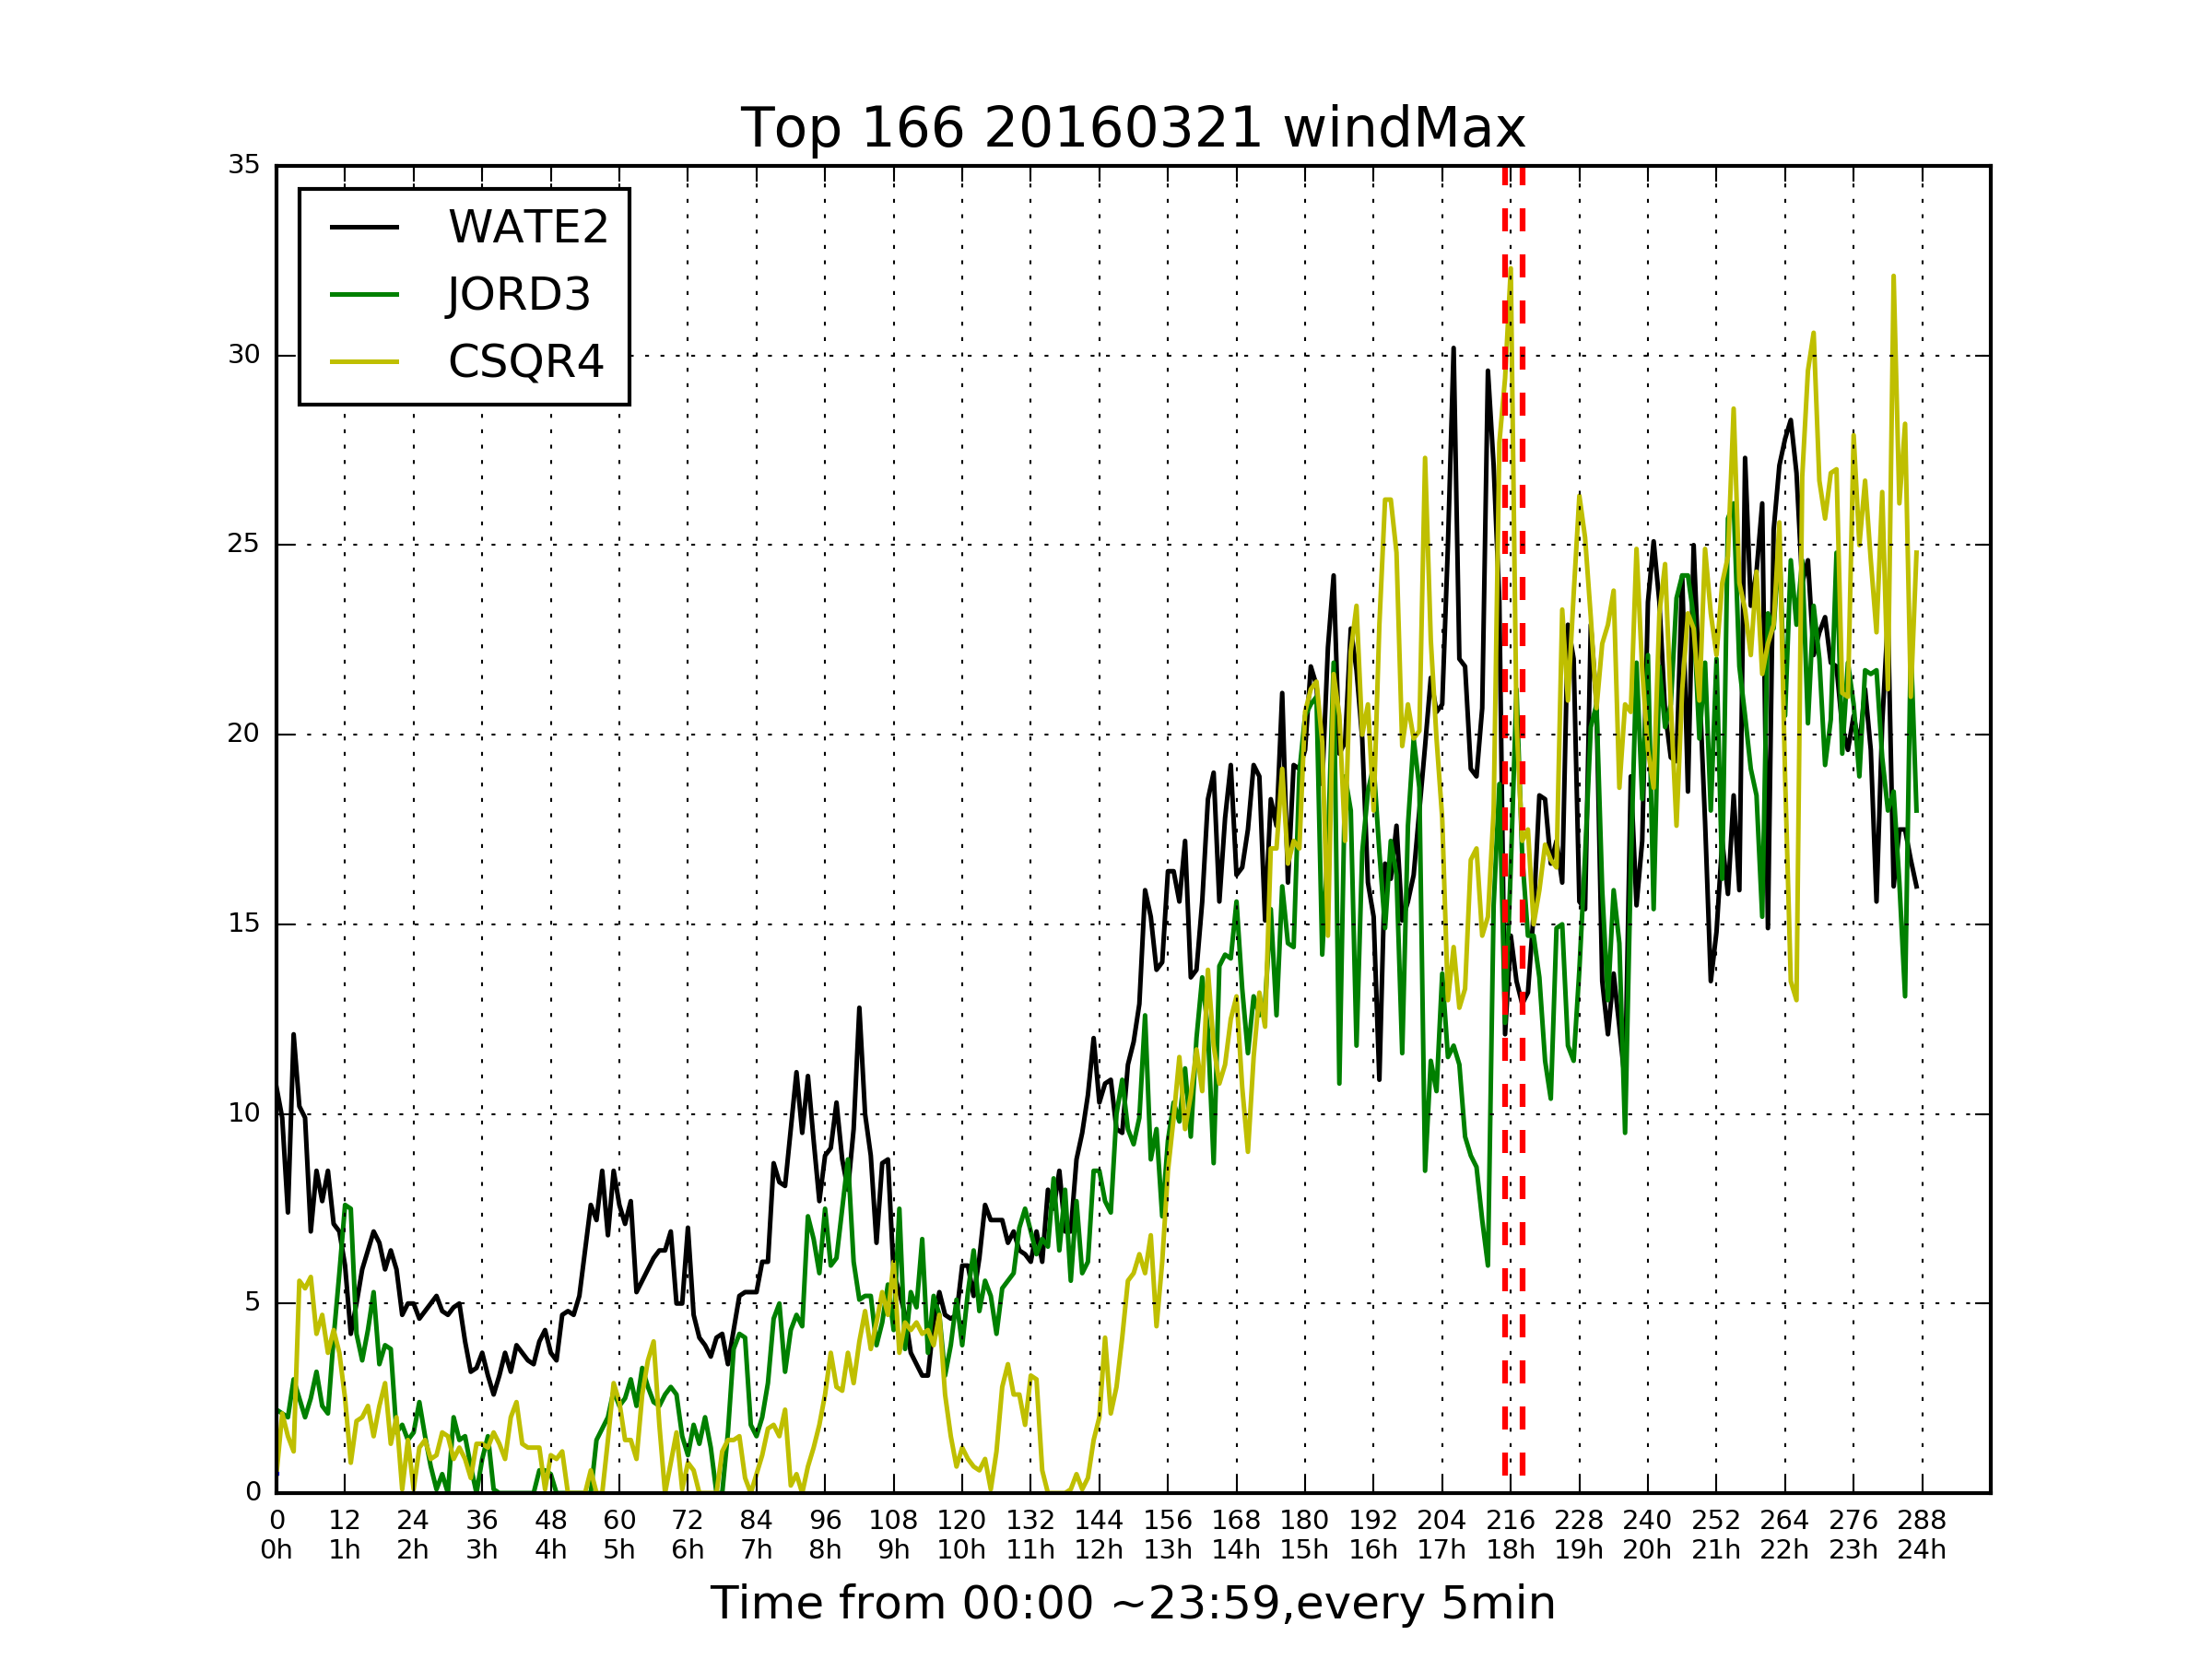 Top 166 20160321 windMax
35
30
25
20
15
10
5
0
WATE2
JORD3
CSQR4
0 12 24 36 48 60 72 84 96 108 120 132 144 156 168 180 192 204 216 228 240 252 264 276 288
0h 1h 2h 3h 4h 5h 6h 7h 8h 9h 10h 11h 12h 13h 14h 15h 16h 17h 18h 19h 20h 21h 22h 23h 24h
Time from 00:00 ~23:59,every 5min